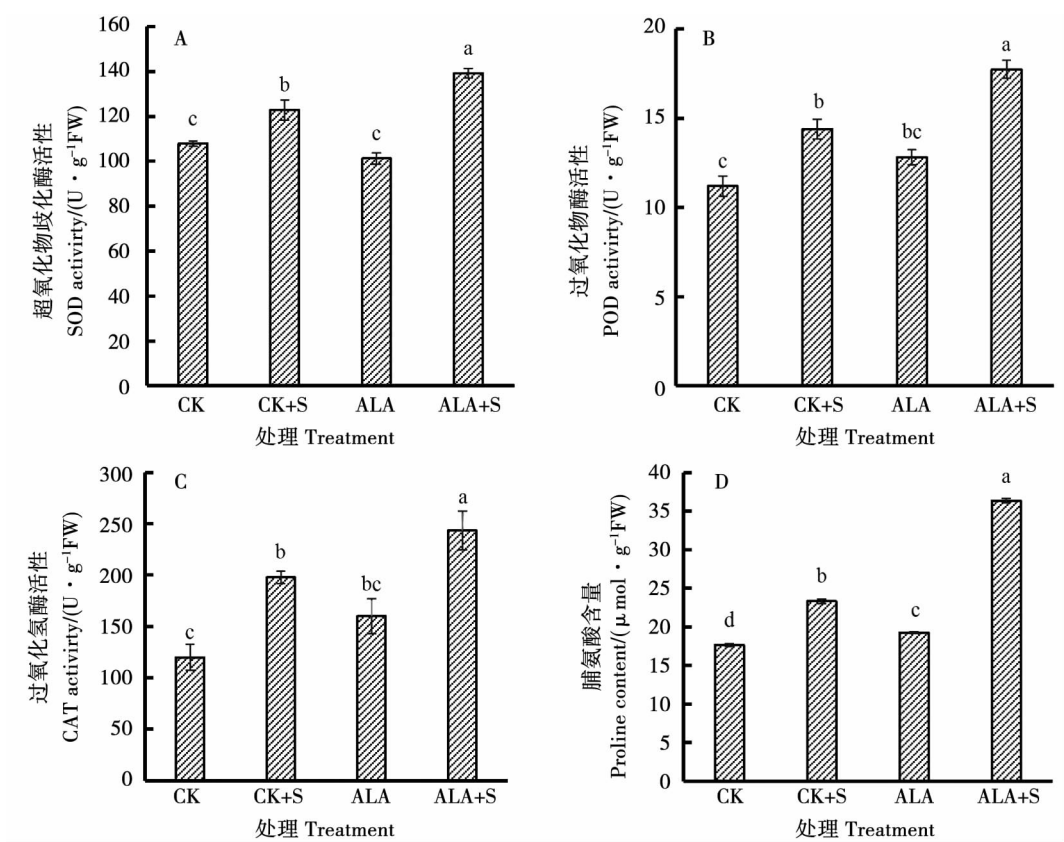 超氧化物歧化酶活性
SOD activirty/(U·g⁻¹FW)
A
160
140
120
100
80
60
40
20
0
c
b
c
a
CK
CK+S
ALA
ALA+S
处理 Treatment
过氧化物酶活性
POD activirty/(U·g⁻¹FW)
B
20
15
10
5
0
c
b
bc
a
CK
CK+S
ALA
ALA+S
处理 Treatment
过氧化氢酶活性
CAT activirty/(U·g⁻¹FW)
C
300
250
200
150
100
50
0
c
b
bc
a
CK
CK+S
ALA
ALA+S
处理 Treatment
脯氨酸含量
Proline content/(μmol·g⁻¹FW)
D
40
35
30
25
20
15
10
5
0
d
b
c
a
CK
CK+S
ALA
ALA+S
处理 Treatment